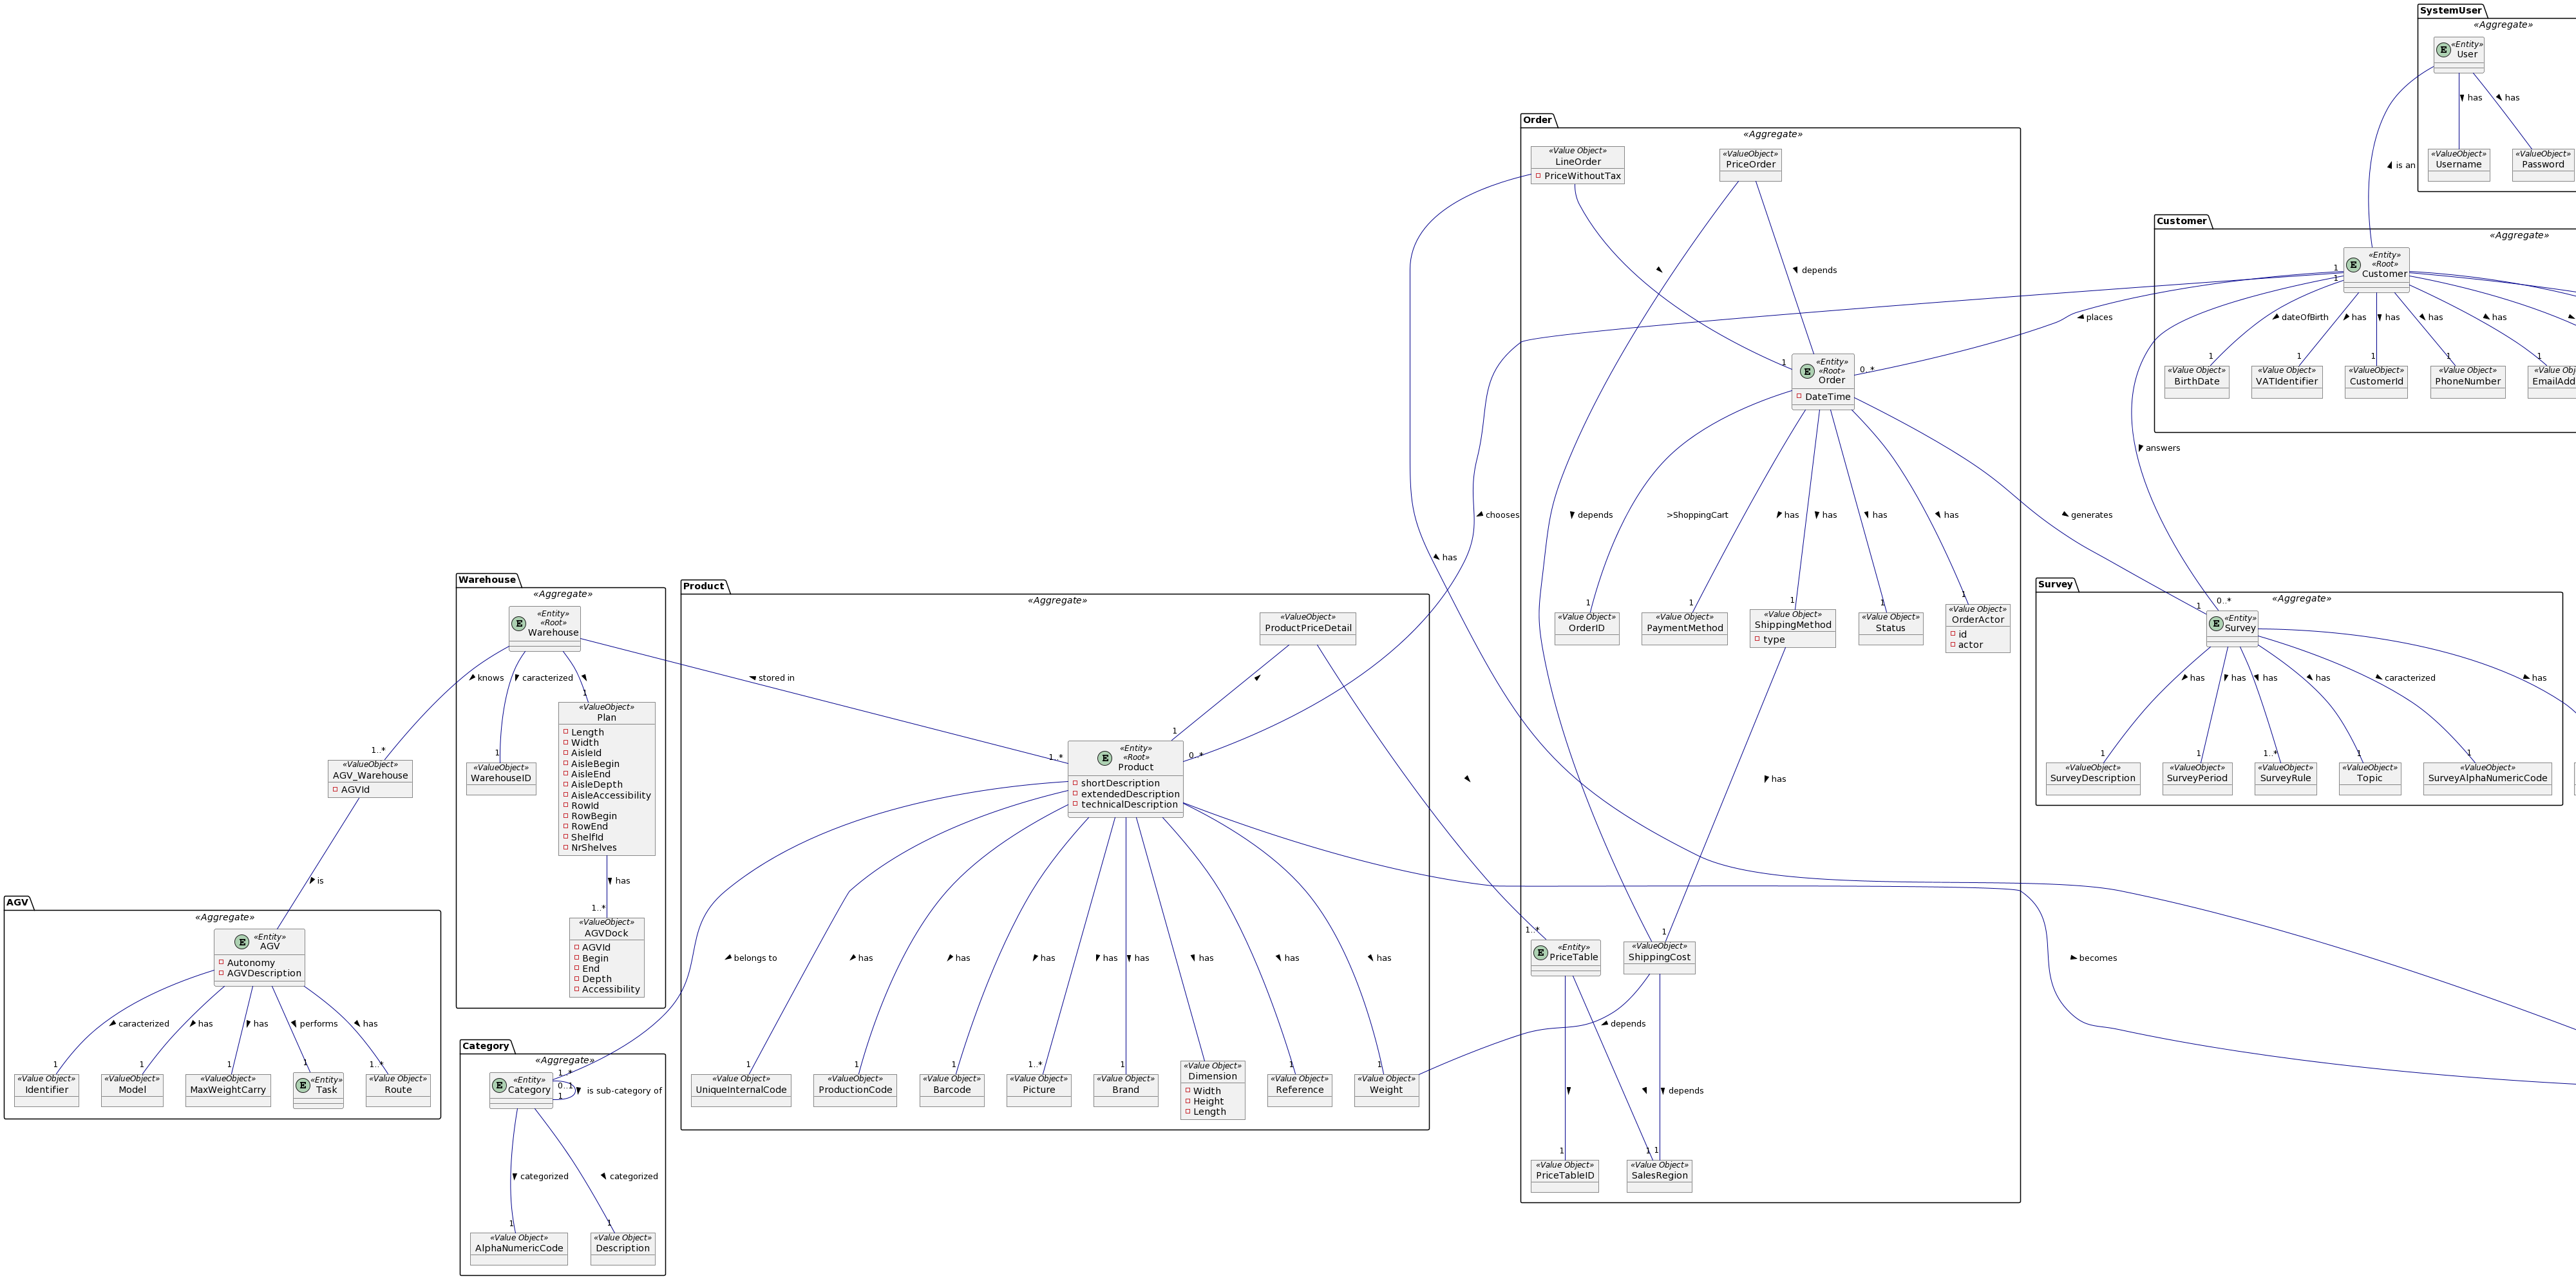 SystemUser
«Aggregate»
E
«Entity»
User
has
has
«ValueObject»
Username
«ValueObject»
Password
is an
Customer
«Aggregate»
E
«Entity»
«Root»
Customer
1
1
places
dateOfBirth
has
has
has
has
1
1
1
1
1
«Value Object»
BirthDate
«Value Object»
VATIdentifier
«ValueObject»
CustomerId
«Value Object»
PhoneNumber
«Value Obj
EmailAdd
answers
Order
«Aggregate»
«Value Object»
LineOrder
PriceWithoutTax
«ValueObject»
PriceOrder
depends
1
E
«Entity»
«Root»
Order
DateTime
0..*
chooses
depends
>ShoppingCart
has
has
has
has
generates
has
1
1
1
1
1
«Value Object»
OrderID
«Value Object»
PaymentMethod
«Value Object»
ShippingMethod
type
«Value Object»
Status
«Value Object»
OrderActor
id
actor
has
1..*
1
E
«Entity»
PriceTable
«ValueObject»
ShippingCost
depends
depends
1
1
1
«Value Object»
PriceTableID
«Value Object»
SalesRegion
Survey
«Aggregate»
1
0..*
E
«Entity»
Survey
has
has
has
has
caracterized
has
1
1
1..*
1
1
«ValueObject»
SurveyDescription
«ValueObject»
SurveyPeriod
«ValueObject»
SurveyRule
«ValueObject»
Topic
«ValueObject»
SurveyAlphaNumericCode
becomes
Warehouse
«Aggregate»
E
«Entity»
«Root»
Warehouse
knows
caracterized
stored in
1..*
1
1
«ValueObject»
AGV_Warehouse
AGVId
«ValueObject»
WarehouseID
«ValueObject»
Plan
Length
Width
AisleId
AisleBegin
AisleEnd
AisleDepth
AisleAccessibility
RowId
RowBegin
RowEnd
ShelfId
NrShelves
is
has
1..*
«ValueObject»
AGVDock
AGVId
Begin
End
Depth
Accessibility
Product
«Aggregate»
«ValueObject»
ProductPriceDetail
1
1..*
0..*
E
«Entity»
«Root»
Product
shortDescription
extendedDescription
technicalDescription
belongs to
has
has
has
has
has
has
has
has
1
1
1
1..*
1
1
1
«Value Object»
UniqueInternalCode
«ValueObject»
ProductionCode
«Value Object»
Barcode
«Value Object»
Picture
«Value Object»
Brand
«Value Object»
Dimension
Width
Height
Length
«Value Object»
Reference
«Value Object»
Weight
AGV
«Aggregate»
E
«Entity»
AGV
Autonomy
AGVDescription
caracterized
has
has
performs
has
1
1
1
1
1..*
«Value Object»
Identifier
«ValueObject»
Model
«ValueObject»
MaxWeightCarry
E
«Entity»
Task
«Value Object»
Route
Category
«Aggregate»
E
«Entity»
Category
1..*
0..1
1
is sub-category of
categorized
categorized
1
1
«Value Object»
AlphaNumericCode
«Value Object»
Description